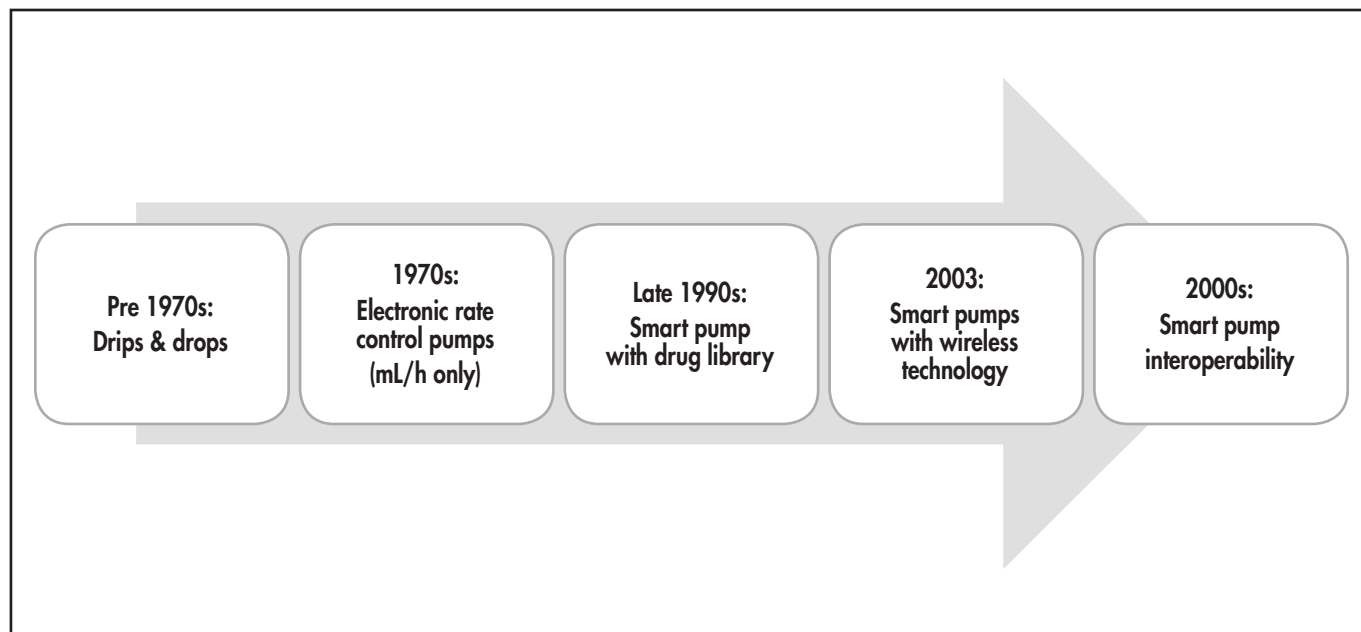 Pre 1970s:
Drips & drops
1970s:
Electronic rate
control pumps
(mL/h only)
Late 1990s:
Smart pump
with drug library
2003:
Smart pumps
with wireless
technology
2000s:
Smart pump
interoperability